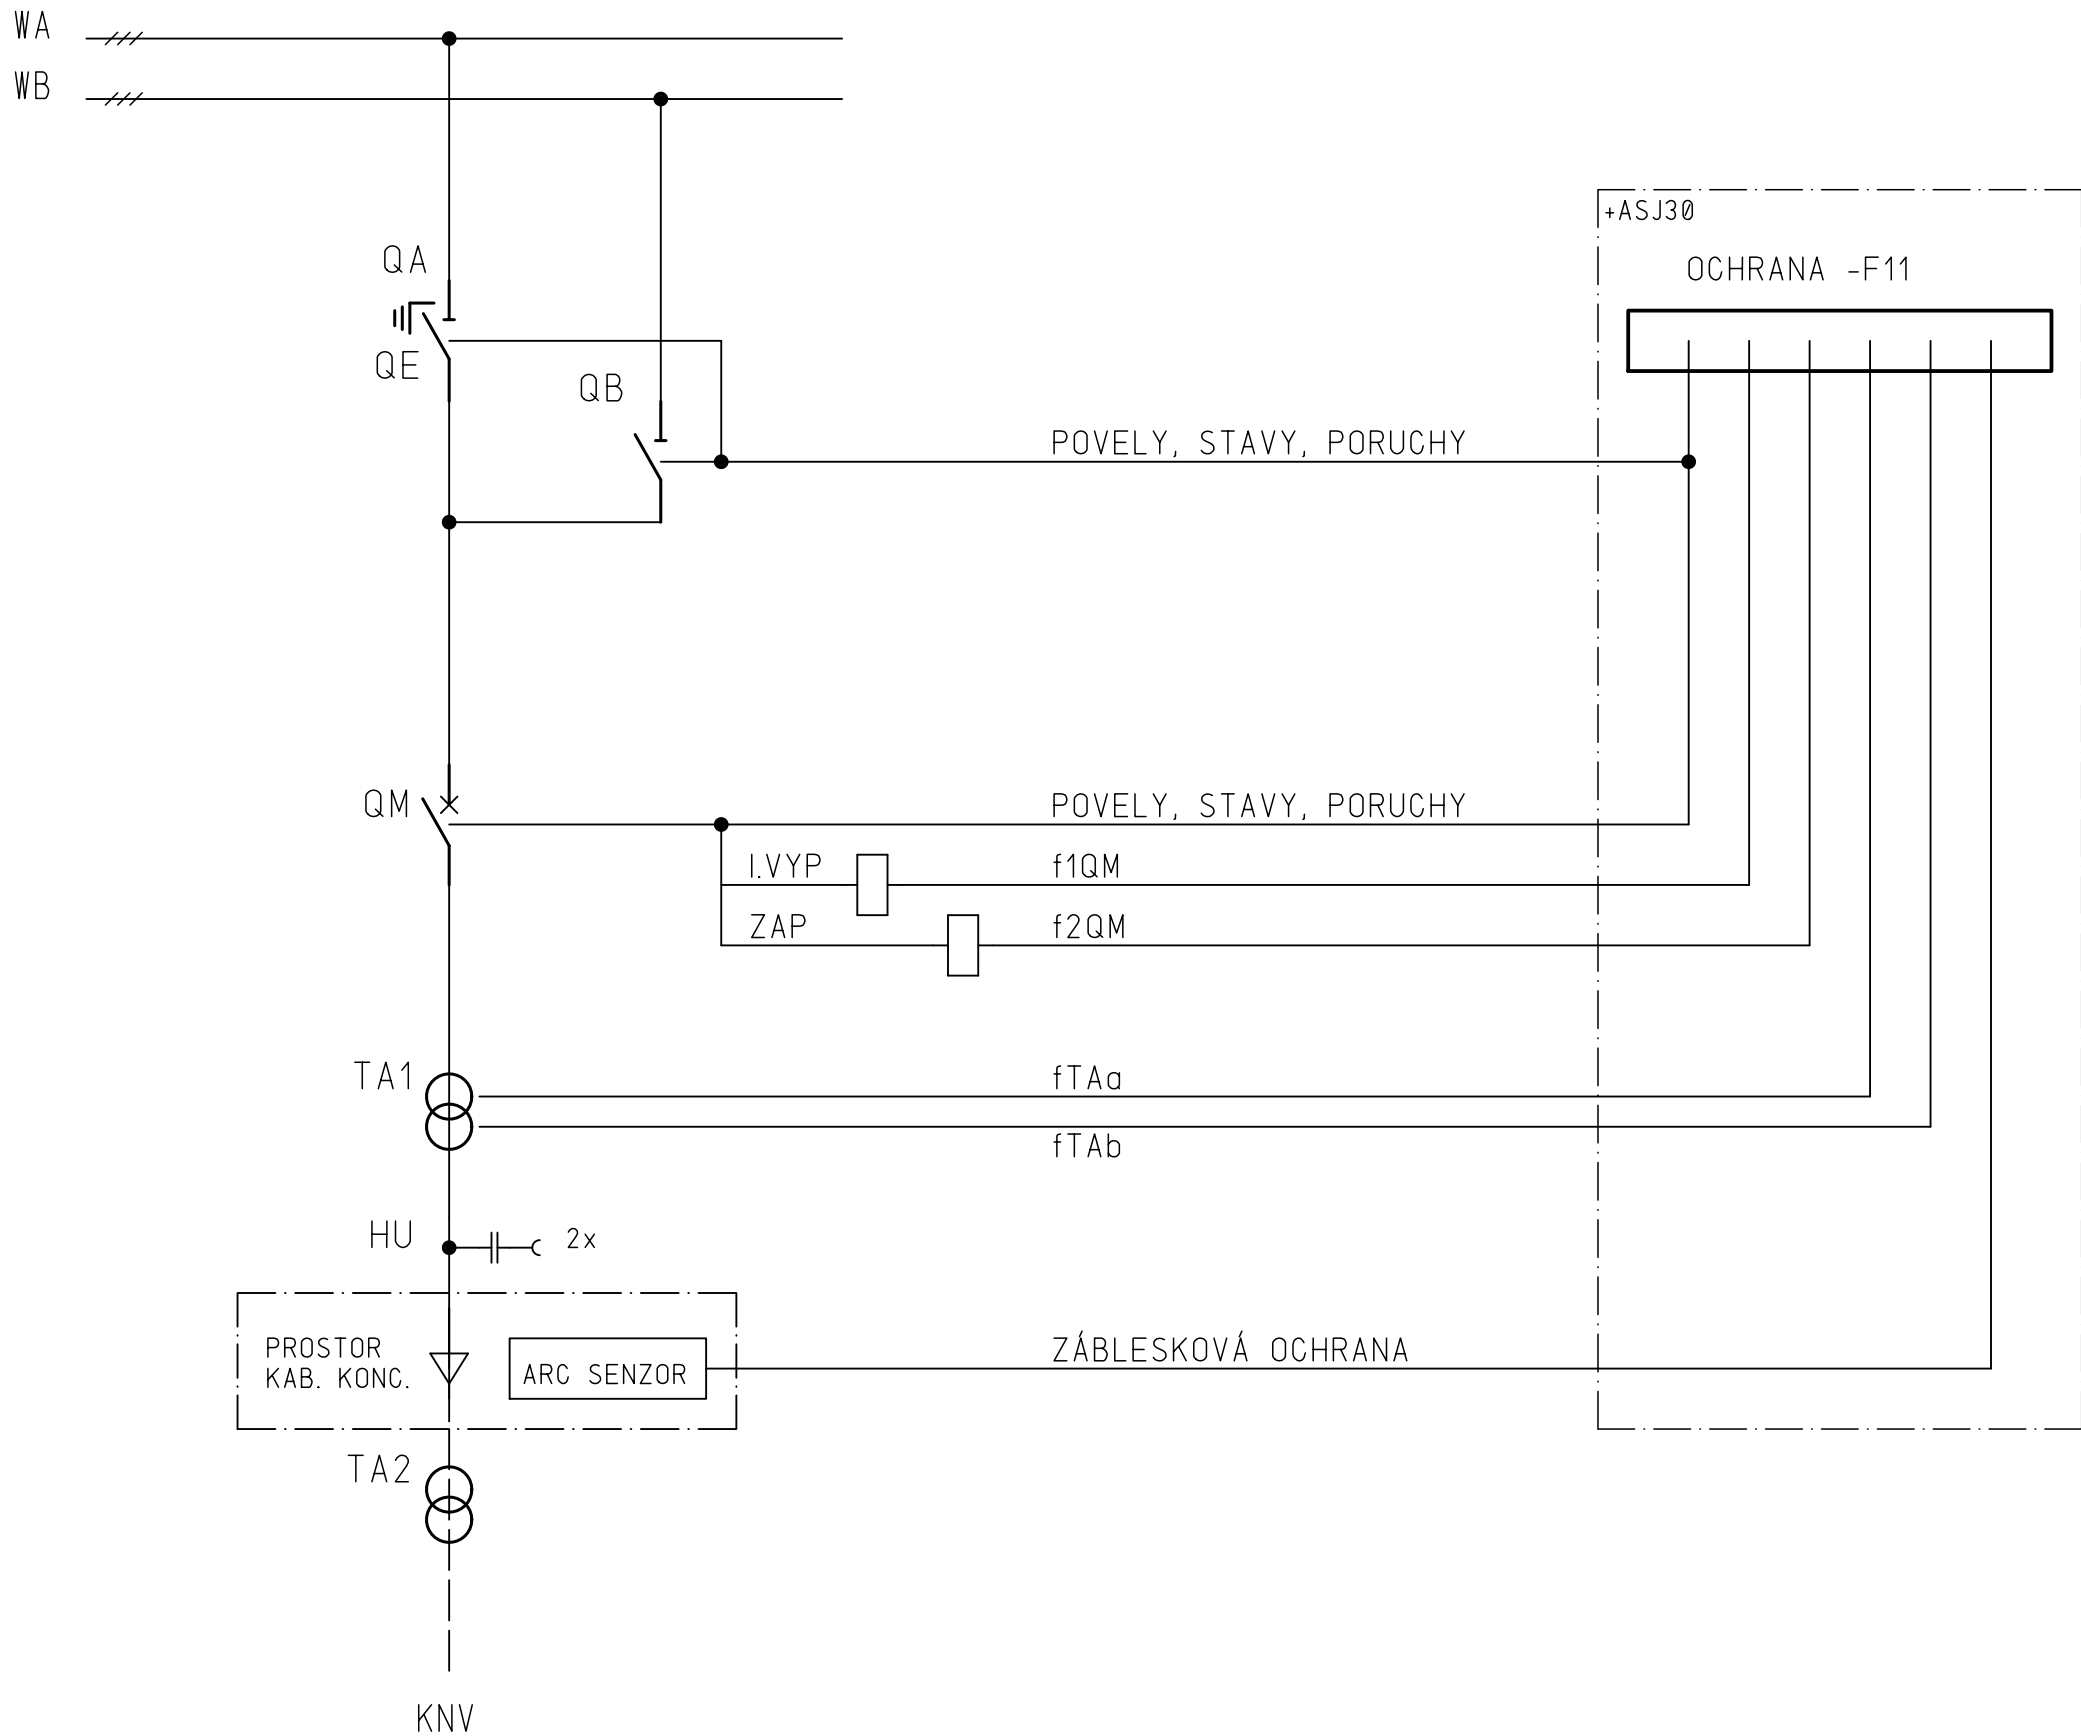 WA
WB
+ASJ30
QA
OCHRANA -F11
QE
QB
POVELY, STAVY, PORUCHY
QM
POVELY, STAVY, PORUCHY
I.VYP
f1QM
ZAP
f2QM
TA1
fTAa
fTAb
HU
2x
PROSTOR
KAB. KONC.
ARC SENZOR
ZÁBLESKOVÁ OCHRANA
TA2
KNV